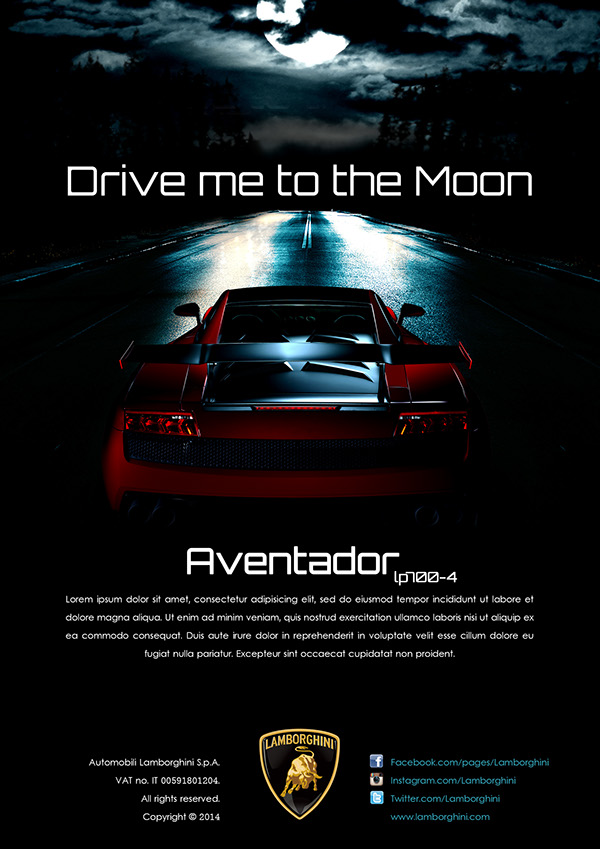 Drive me to the Moon
Aventador
lp700-4
Lorem ipsum dolor sit amet, consectetur adipisicing elit, sed do eiusmod tempor incididunt ut labore et
dolore magna aliqua. Ut enim ad minim veniam, quis nostrud exercitation ullamco laboris nisi ut aliquip ex
ea commodo consequat. Duis aute irure dolor in reprehenderit in voluptate velit esse cillum dolore eu
fugiat nulla pariatur. Excepteur sint occaecat cupidatat non proident.
Automobili Lamborghini S.p.A.
VAT no. IT 00591801204.
All rights reserved.
Copyright © 2014
LAMBORGHINI
Facebook.com/pages/Lamborghini
Instagram.com/Lamborghini
Twitter.com/Lamborghini
www.lamborghini.com